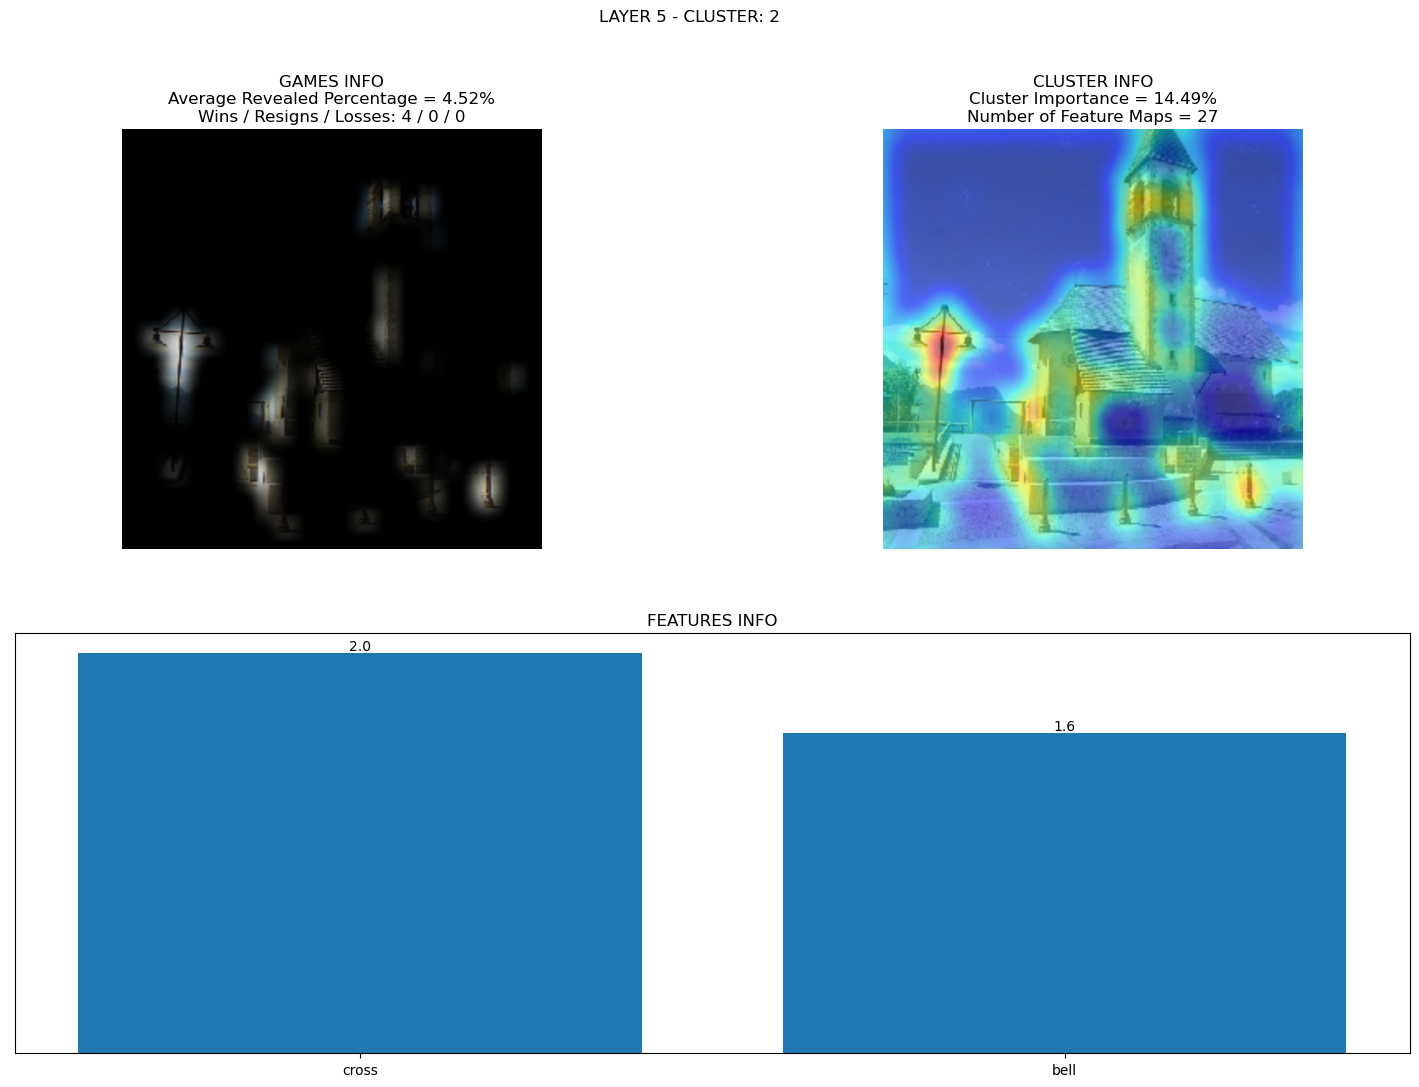 LAYER 5 - CLUSTER: 2
GAMES INFO
Average Revealed Percentage = 4.52%
Wins / Resigns / Losses: 4 / 0 / 0
CLUSTER INFO
Cluster Importance = 14.49%
Number of Feature Maps = 27
FEATURES INFO
2.0
1.6
cross
bell